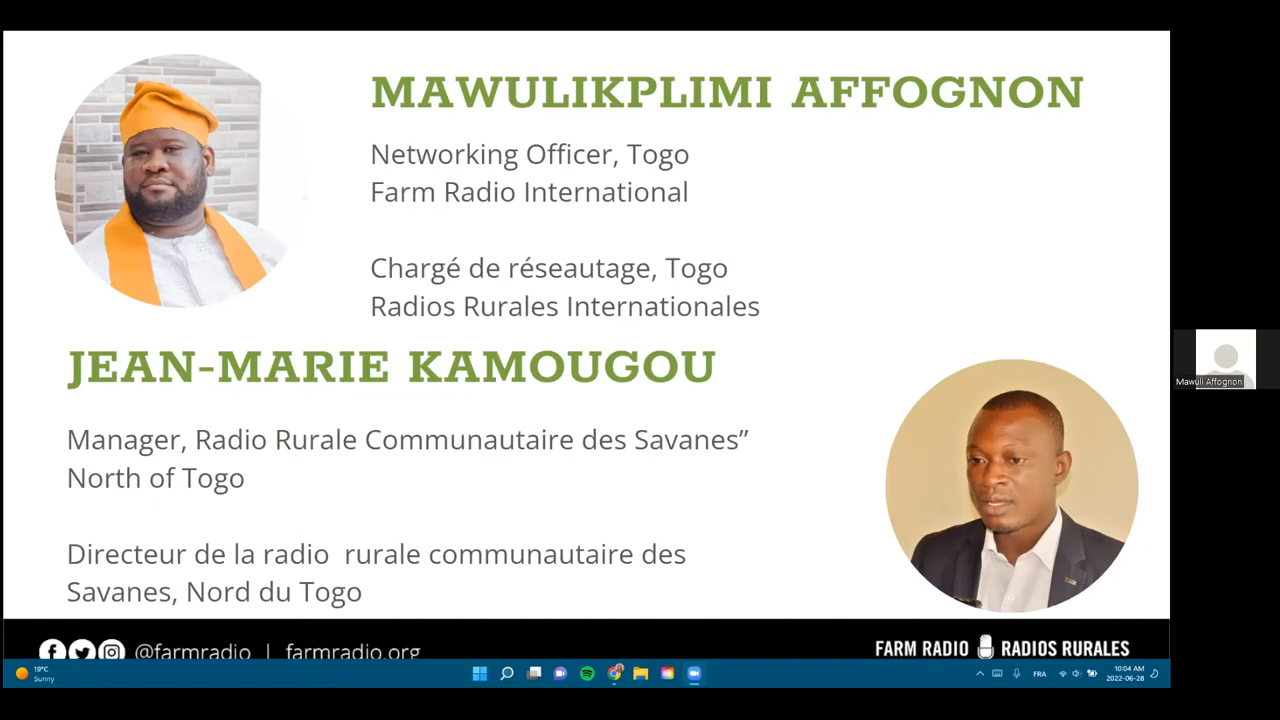 MAWULIKPLIMI AFFOGNON
Networking Officer, Togo
Farm Radio International
Chargé de réseautage, Togo
Radios Rurales Internationales
JEAN-MARIE KAMOUGOU
Manager, Radio Rurale Communautaire des Savanes”
North of Togo
Directeur de la radio rurale communautaire des
Savanes, Nord du Togo
Mawuli Affognon
@farmradio | farmradio.org
FARM RADIO RADIOS RURALES
19°C
Sunny
FRA
10:04 AM
2022-06-28